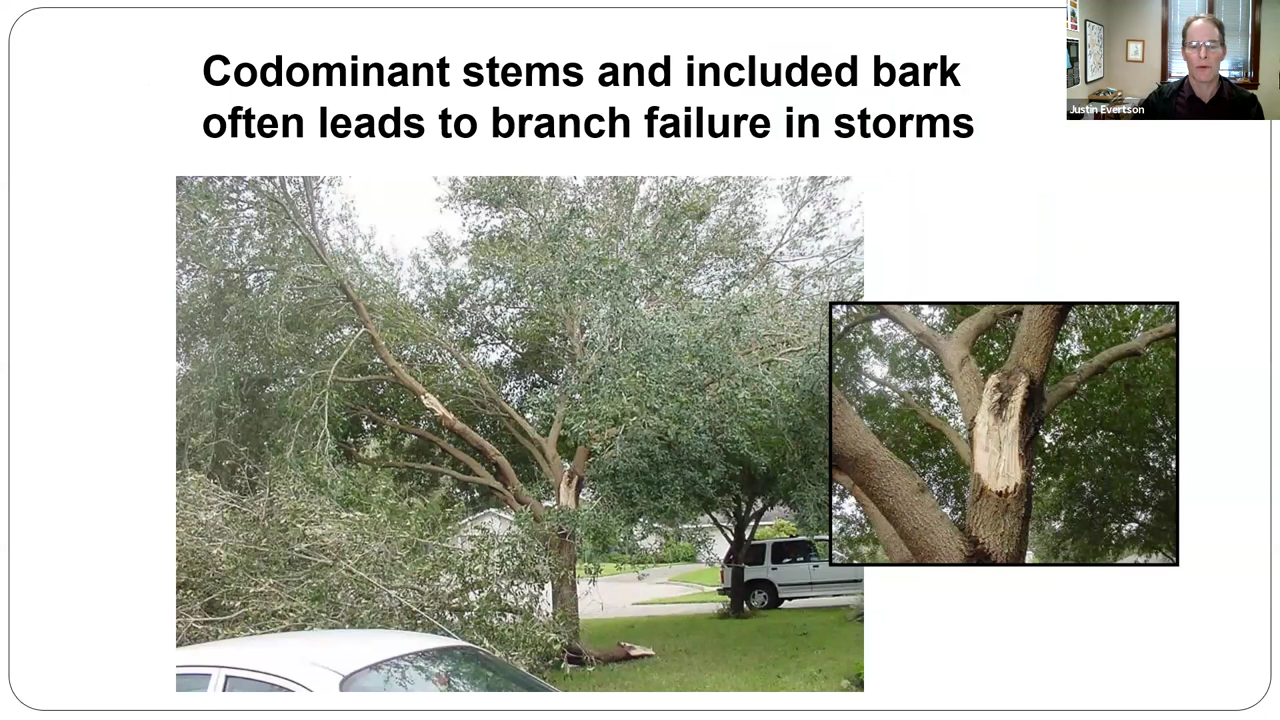 Codominant stems and included bark
often leads to branch failure in storms
Justin Evertson